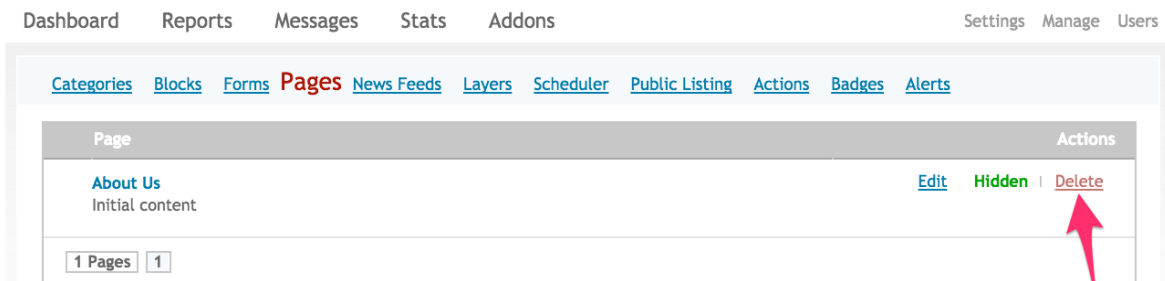 Dashboard Reports Messages Stats Addons Settings Manage Users
Categories Blocks Forms Pages News Feeds Layers Scheduler Public Listing Actions Badges Alerts
Page Actions
About Us Edit Hidden | Delete
Initial content
1 Pages 1